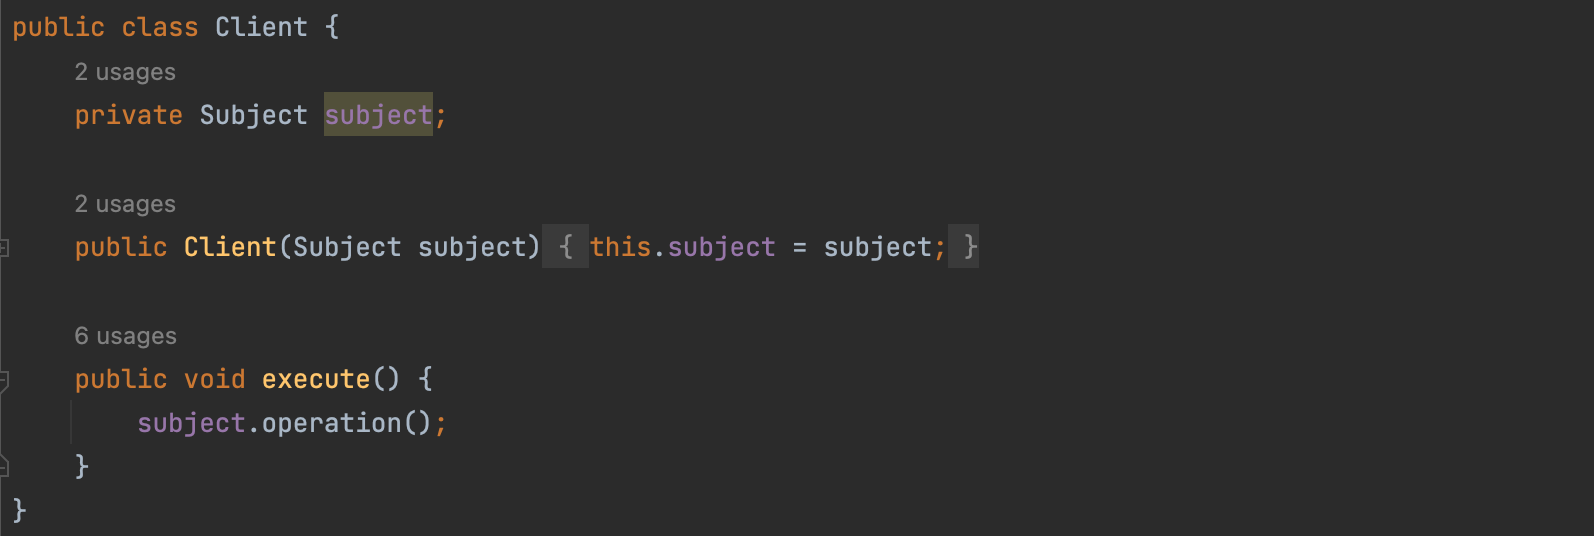 public class Client {
2 usages
private Subject subject;
2 usages
public Client(Subject subject) { this.subject = subject; }
6 usages
public void execute() {
subject.operation();
}
}